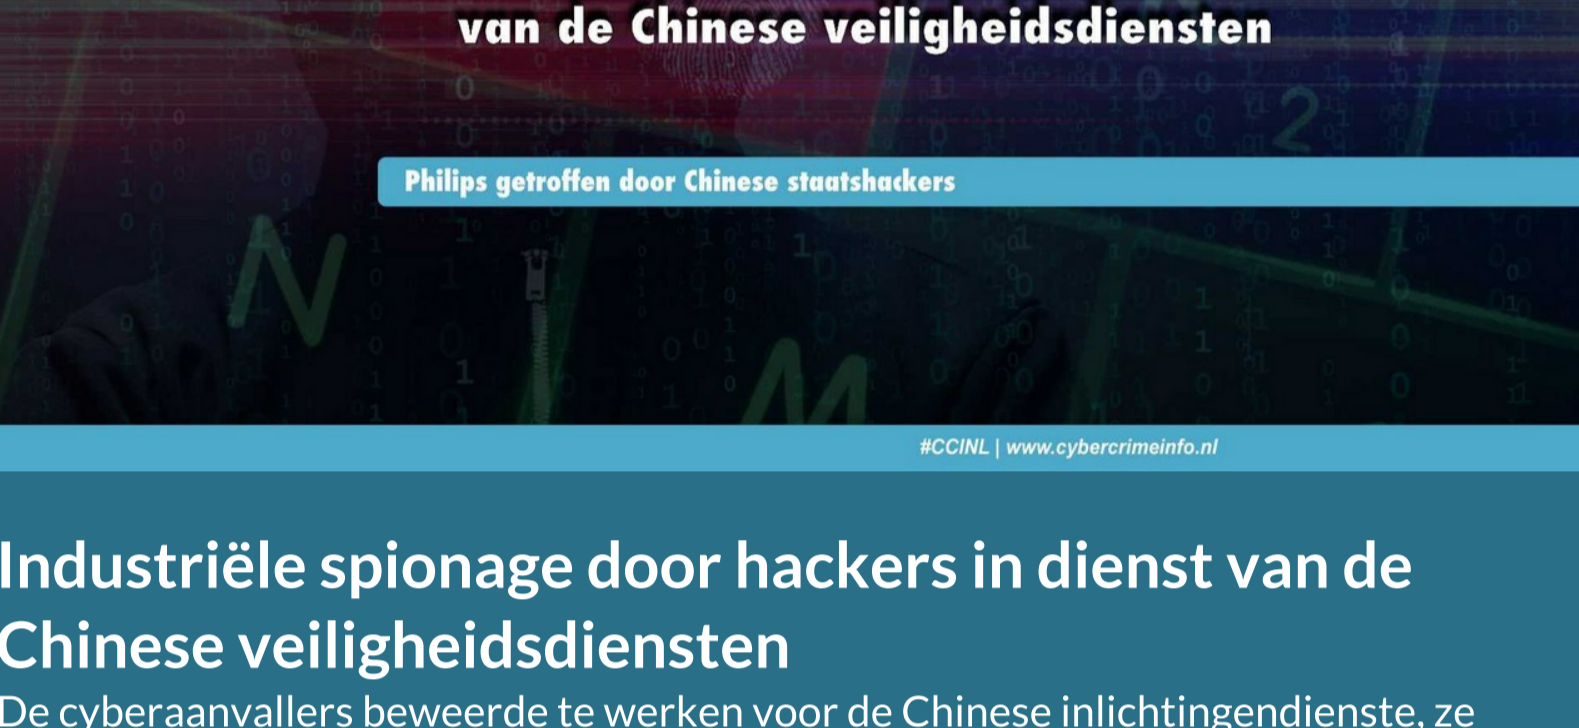 van de Chinese veiligheidsdiensten
Philips getroffen door Chinese staatshackers
#CCINL | www.cybercrimeinfo.nl
Industriële spionage door hackers in dienst van de
Chinese veiligheidsdiensten
De cyberaanvallers beweerde te werken voor de Chinese inlichtingendienste, ze